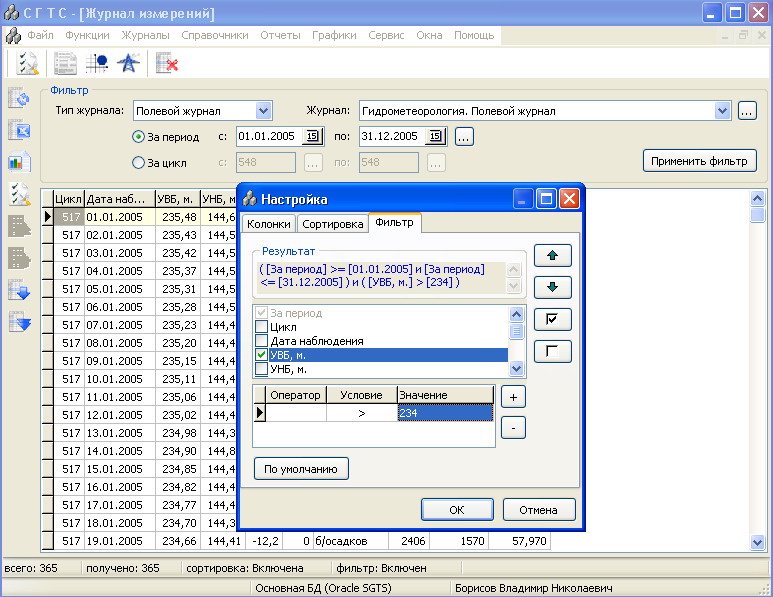 С Г Т С - [Журнал измерений]
Файл Функции Журналы Справочники Отчеты Графики Сервис Окна Помощь
Фильтр
Тип журнала: Полевой журнал Журнал: Гидрометеорология. Полевой журнал ...
За период с: 01.01.2005 15 по: 31.12.2005 15 ...
За цикл с: 548 ... по: 548 ... Применить фильтр
Цикл Дата наб... УВБ, м. УНБ, м
517 01.01.2005 235,48 144,6
517 02.01.2005 235,43 144,5
517 03.01.2005 235,42 144,5
517 04.01.2005 235,37 144,5
517 05.01.2005 235,31 144,5
517 06.01.2005 235,28 144,5
517 07.01.2005 235,23 144,4
517 08.01.2005 235,20 144,4
517 09.01.2005 235,15 144,4
517 10.01.2005 235,11 144,4
517 11.01.2005 235,06 144,4
517 12.01.2005 235,02 144,4
517 13.01.2005 234,98 144,3
517 14.01.2005 234,90 144,8
517 15.01.2005 234,85 144,4
517 16.01.2005 234,82 144,4
517 17.01.2005 234,77 144,4
517 18.01.2005 234,70 144,3
517 19.01.2005 234,66 144,41 -12,2 0 б/осадков 2406 1570 57,970
Настройка
Колонки Сортировка Фильтр
Результат
( [За период] >= [01.01.2005] и [За период]
<= [31.12.2005] ) и ( [УВБ, м.] > [234] )
За период
Цикл
Дата наблюдения
УВБ, м.
УНБ, м.
Оператор Условие Значение
> 234
+
-
По умолчанию
ОК Отмена
всего: 365 получено: 365 сортировка: Включена фильтр: Включен
Основная БД (Oracle SGTS) Борисов Владимир Николаевич